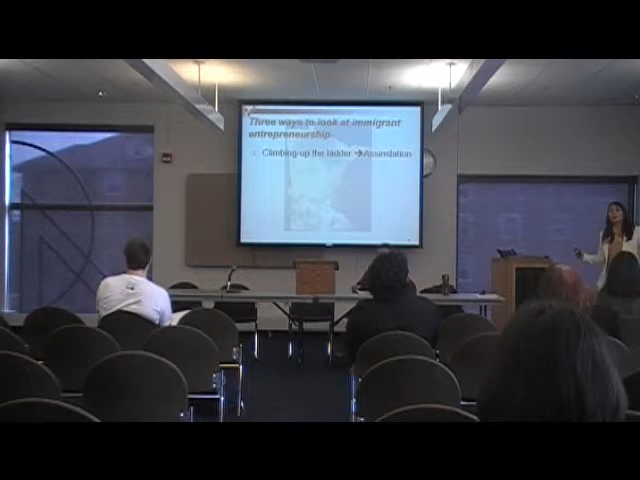 Three ways to look at immigrant
entrepreneurship
Climbing-up the ladder ➔Assimilation